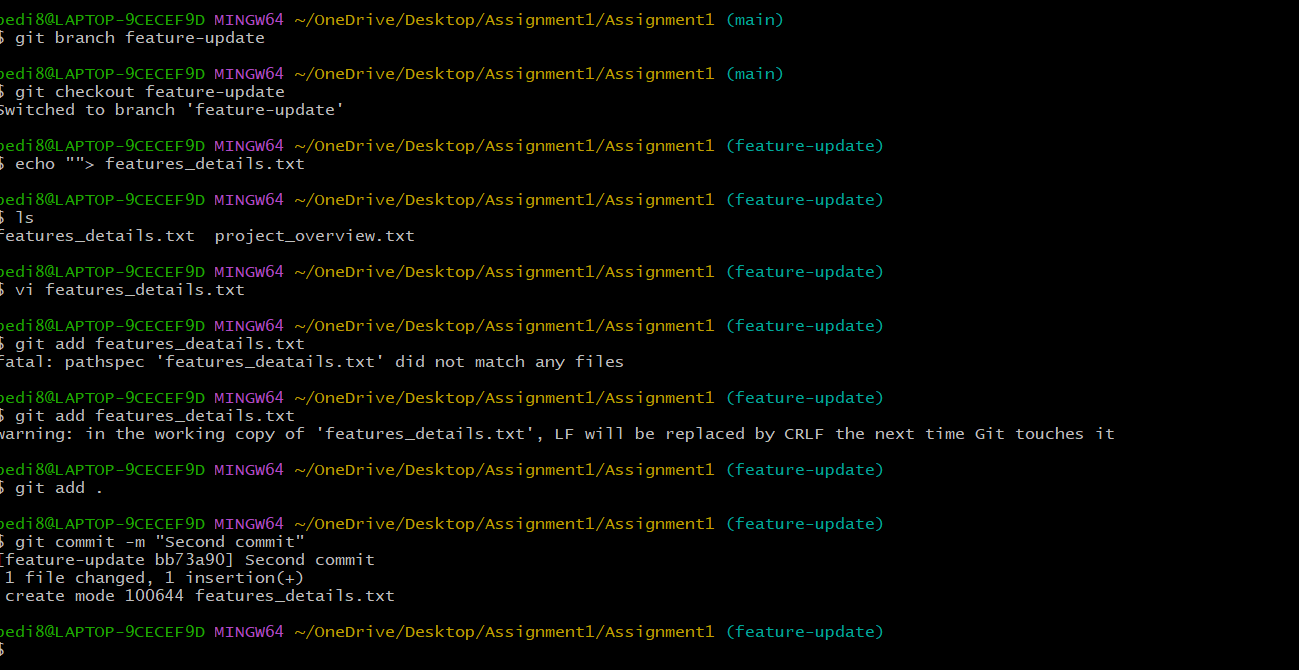 pedi8@LAPTOP-9CECEF9D MINGW64 ~/OneDrive/Desktop/Assignment1/Assignment1 (main)
$ git branch feature-update
pedi8@LAPTOP-9CECEF9D MINGW64 ~/OneDrive/Desktop/Assignment1/Assignment1 (main)
$ git checkout feature-update
Switched to branch 'feature-update'
pedi8@LAPTOP-9CECEF9D MINGW64 ~/OneDrive/Desktop/Assignment1/Assignment1 (feature-update)
$ echo ""> features_details.txt
pedi8@LAPTOP-9CECEF9D MINGW64 ~/OneDrive/Desktop/Assignment1/Assignment1 (feature-update)
$ ls
features_details.txt  project_overview.txt
pedi8@LAPTOP-9CECEF9D MINGW64 ~/OneDrive/Desktop/Assignment1/Assignment1 (feature-update)
$ vi features_details.txt
pedi8@LAPTOP-9CECEF9D MINGW64 ~/OneDrive/Desktop/Assignment1/Assignment1 (feature-update)
$ git add features_deatails.txt
fatal: pathspec 'features_deatails.txt' did not match any files
pedi8@LAPTOP-9CECEF9D MINGW64 ~/OneDrive/Desktop/Assignment1/Assignment1 (feature-update)
$ git add features_details.txt
warning: in the working copy of 'features_details.txt', LF will be replaced by CRLF the next time Git touches it
pedi8@LAPTOP-9CECEF9D MINGW64 ~/OneDrive/Desktop/Assignment1/Assignment1 (feature-update)
$ git add .
pedi8@LAPTOP-9CECEF9D MINGW64 ~/OneDrive/Desktop/Assignment1/Assignment1 (feature-update)
$ git commit -m "Second commit"
[feature-update bb73a90] Second commit
 1 file changed, 1 insertion(+)
 create mode 100644 features_details.txt
pedi8@LAPTOP-9CECEF9D MINGW64 ~/OneDrive/Desktop/Assignment1/Assignment1 (feature-update)
$